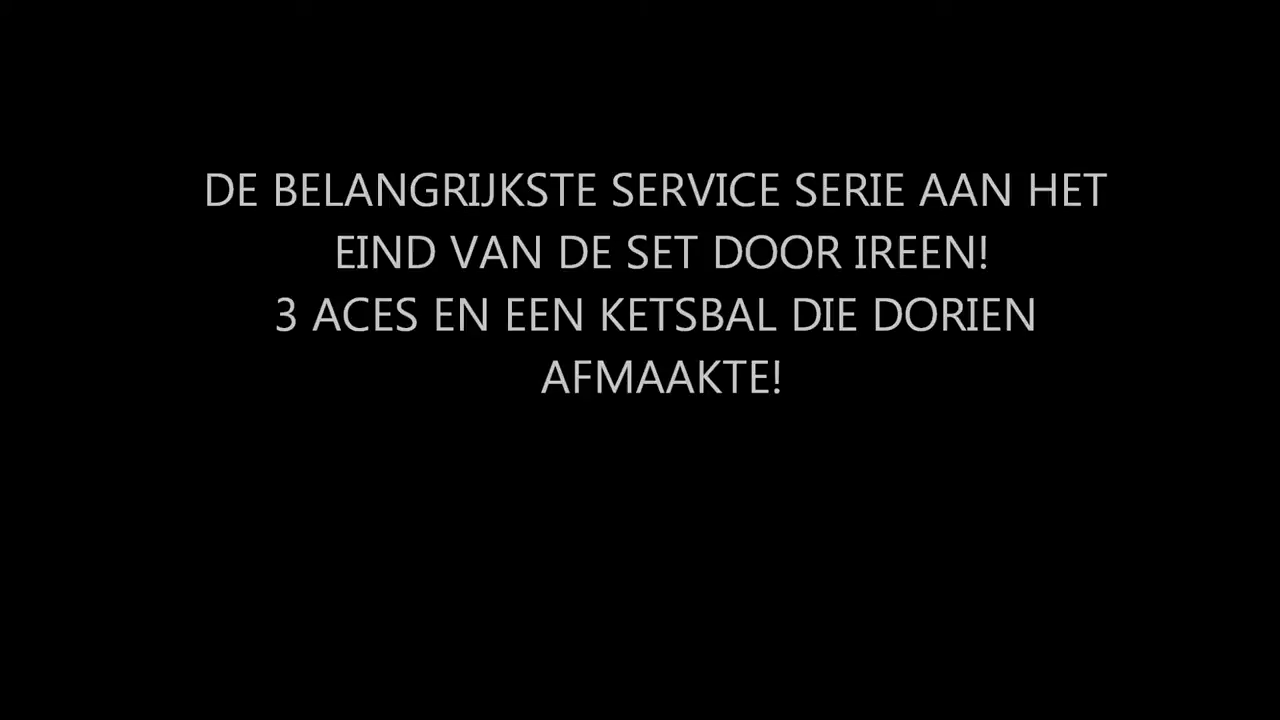 DE BELANGRIJKSTE SERVICE SERIE AAN HET
EIND VAN DE SET DOOR IREEN!
3 ACES EN EEN KETSBAL DIE DORIEN
AFMAAKTE!